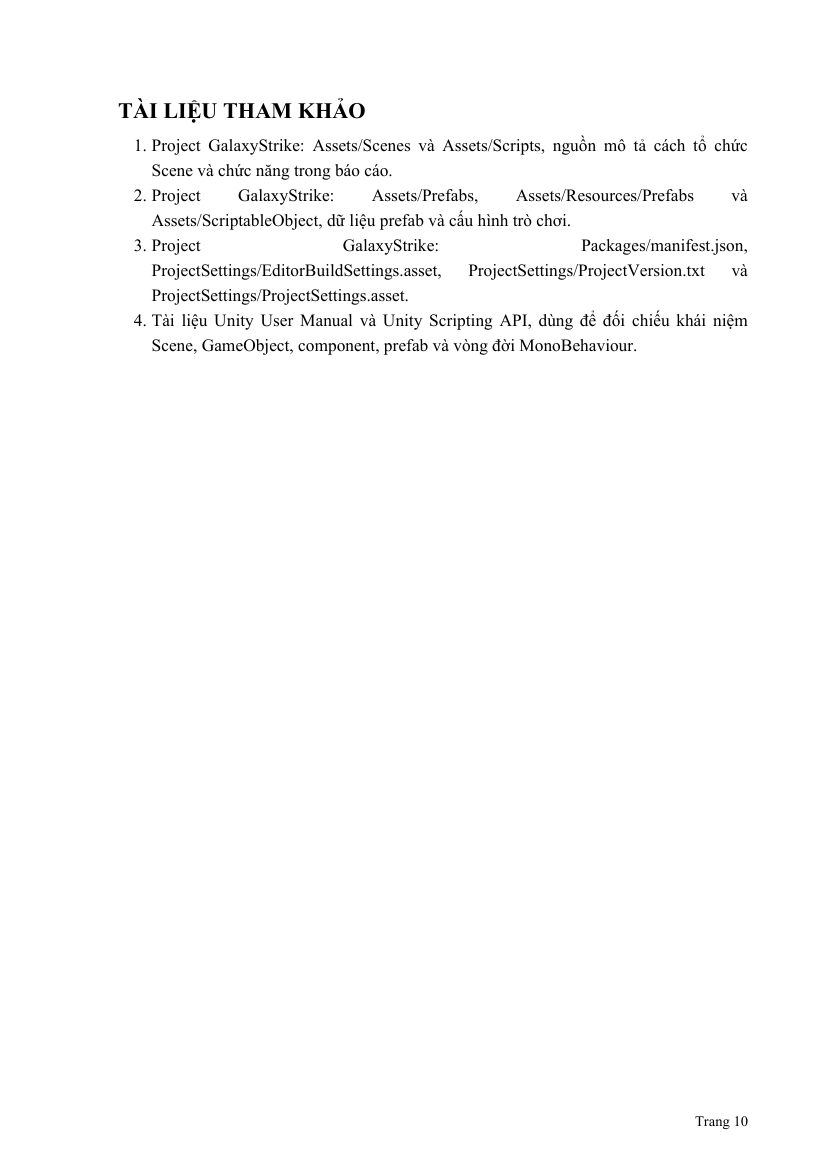 TÀI LIỆU THAM KHẢO
1. Project GalaxyStrike: Assets/Scenes và Assets/Scripts, nguồn mô tả cách tổ chức
Scene và chức năng trong báo cáo.
2. Project GalaxyStrike: Assets/Prefabs, Assets/Resources/Prefabs và
Assets/ScriptableObject, dữ liệu prefab và cấu hình trò chơi.
3. Project GalaxyStrike: Packages/manifest.json,
ProjectSettings/EditorBuildSettings.asset, ProjectSettings/ProjectVersion.txt và
ProjectSettings/ProjectSettings.asset.
4. Tài liệu Unity User Manual và Unity Scripting API, dùng để đối chiếu khái niệm
Scene, GameObject, component, prefab và vòng đời MonoBehaviour.
Trang 10